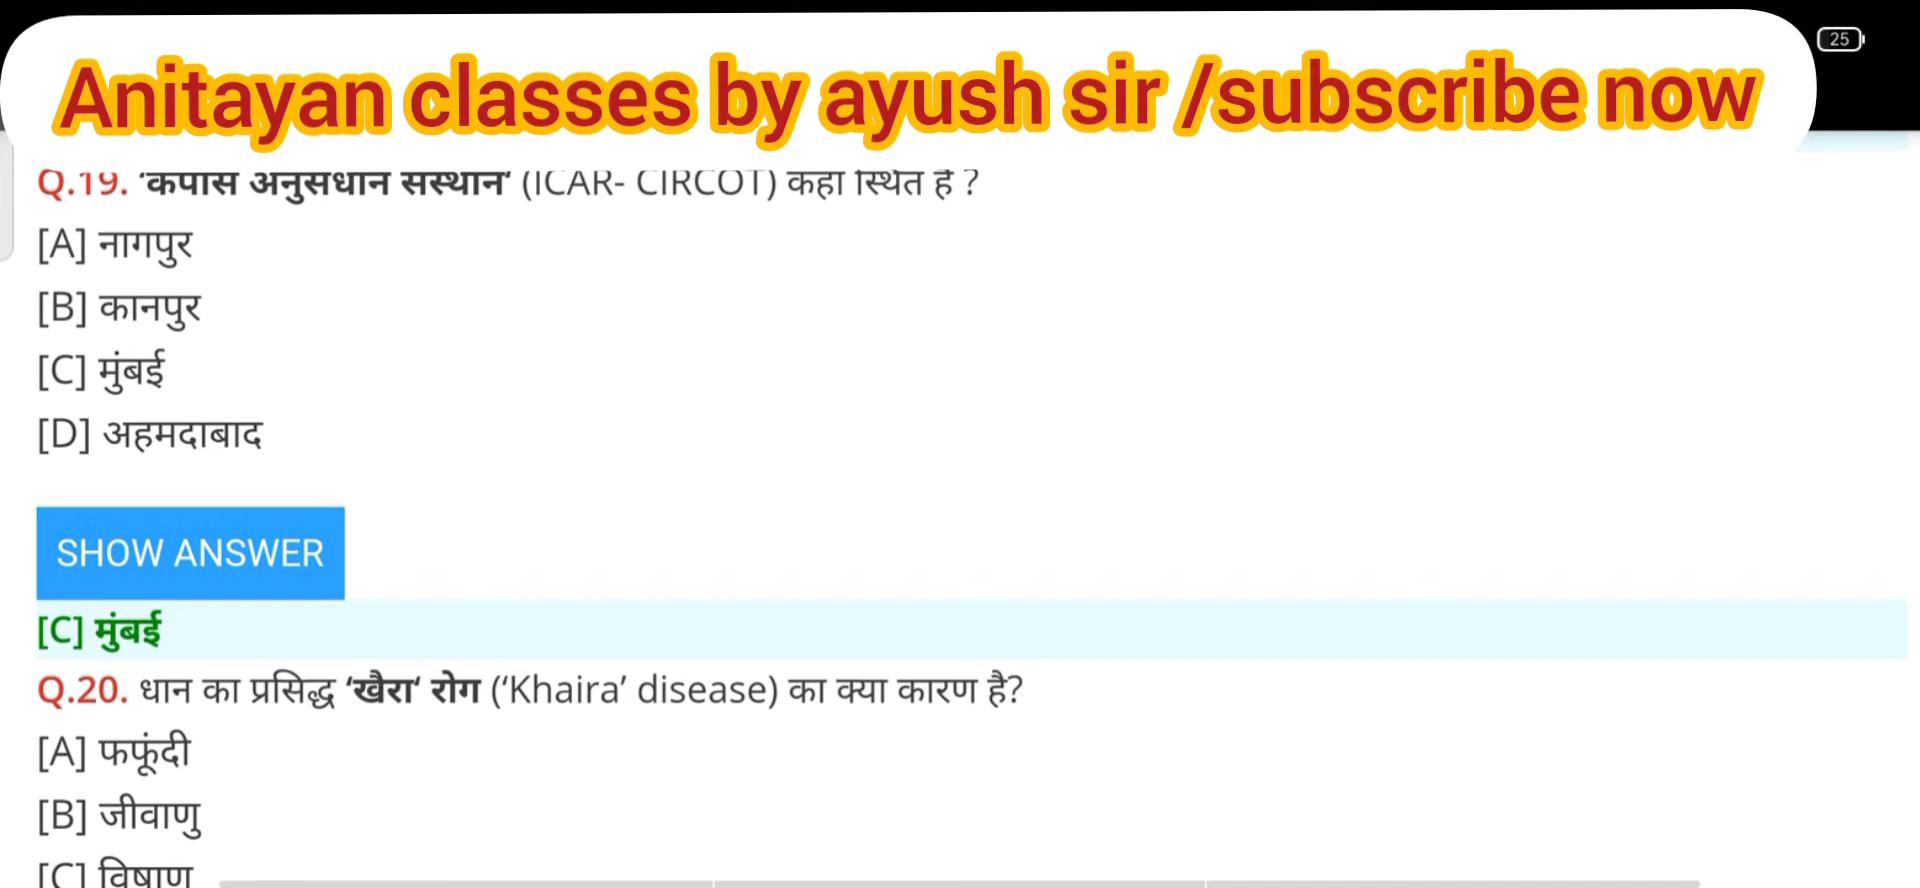 25
Anitayan classes by ayush sir /subscribe now
Q.19. ‘कपास अनुसंधान संस्थान’ (ICAR- CIRCOT) कहां स्थित है ?
[A] नागपुर
[B] कानपुर
[C] मुंबई
[D] अहमदाबाद
SHOW ANSWER
[C] मुंबई
Q.20. धान का प्रसिद्ध ‘खैरा‘ रोग (‘Khaira’ disease) का क्या कारण है?
[A] फफूंदी
[B] जीवाणु
[C] विषाणु